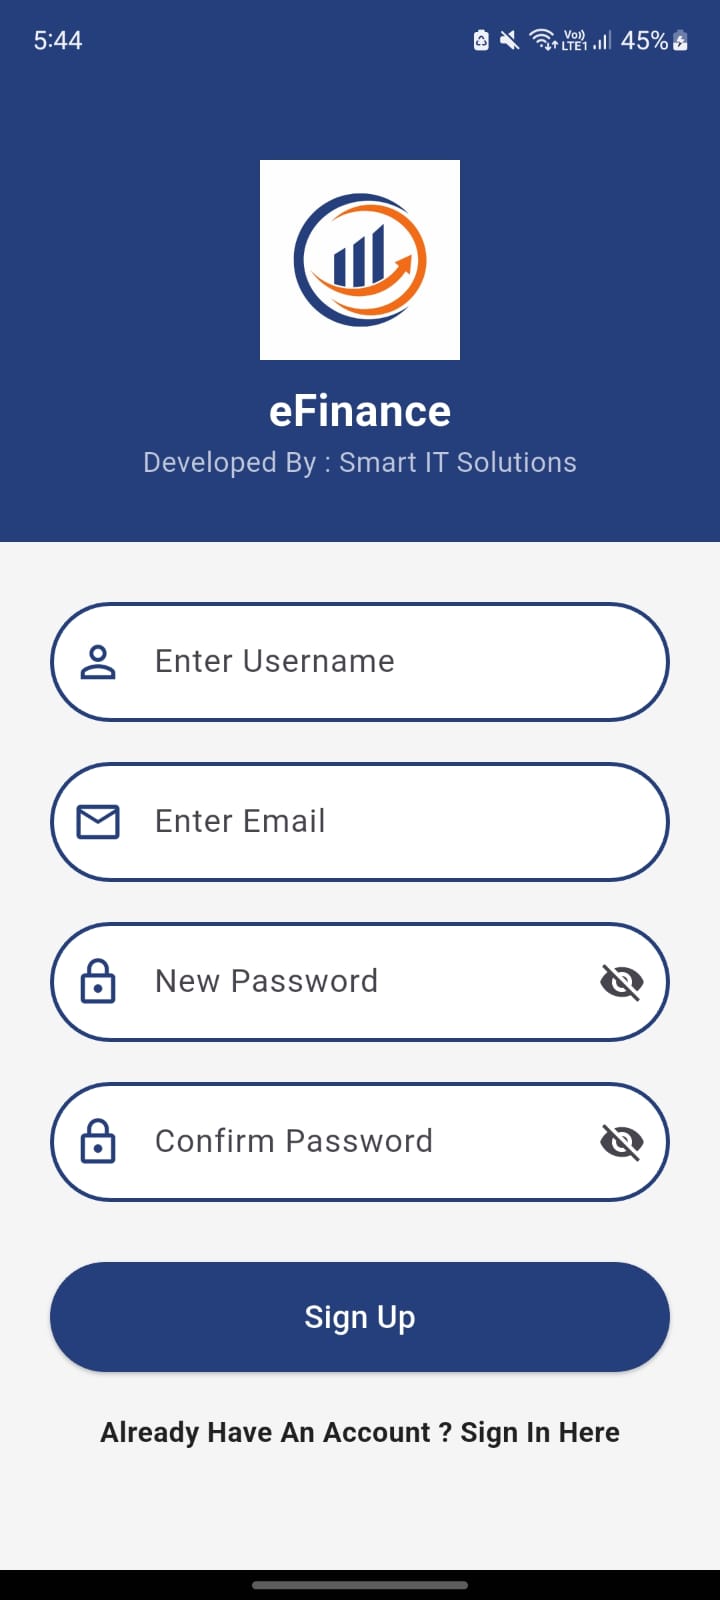 5:44
Vo)) LTE1 45%
eFinance
Developed By : Smart IT Solutions
Enter Username
Enter Email
New Password
Confirm Password
Sign Up
Already Have An Account ? Sign In Here